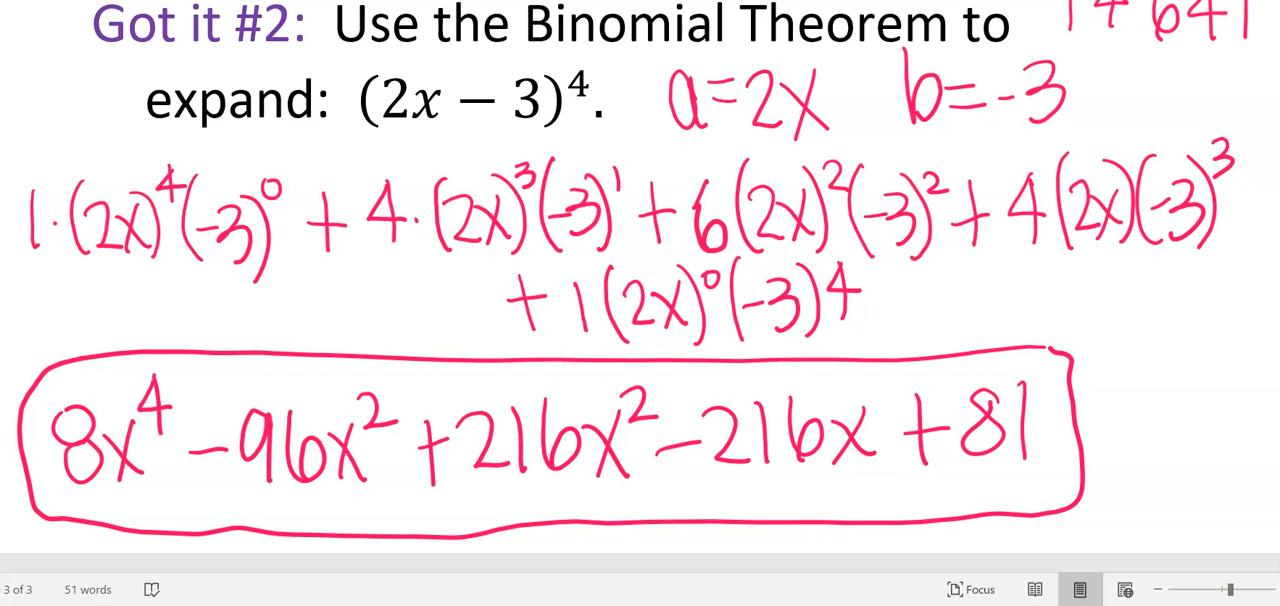 Got it #2: Use the Binomial Theorem to
expand: (2x − 3)⁴. a=2x b=-3
1·(2x)⁴(-3)⁰ + 4·(2x)³(-3)¹ + 6(2x)²(-3)² + 4(2x)(-3)³
+ 1(2x)⁰(-3)4
8x⁴ - 96x² + 216x² - 216x + 81
3 of 3 51 words Focus